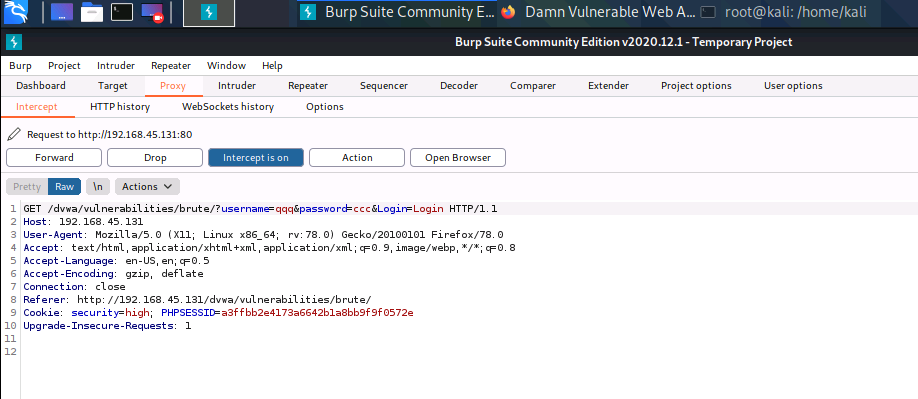 Burp Suite Community E... Damn Vulnerable Web A... root@kali: /home/kali
Burp Suite Community Edition v2020.12.1 - Temporary Project
Burp Project Intruder Repeater Window Help
Dashboard Target Proxy Intruder Repeater Sequencer Decoder Comparer Extender Project options User options
Intercept HTTP history WebSockets history Options
Request to http://192.168.45.131:80
Forward Drop Intercept is on Action Open Browser
Pretty Raw \n Actions
1 GET /dvwa/vulnerabilities/brute/?username=qqq&password=ccc&Login=Login HTTP/1.1
2 Host: 192.168.45.131
3 User-Agent: Mozilla/5.0 (X11; Linux x86_64; rv:78.0) Gecko/20100101 Firefox/78.0
4 Accept: text/html,application/xhtml+xml,application/xml;q=0.9,image/webp,*/*;q=0.8
5 Accept-Language: en-US,en;q=0.5
6 Accept-Encoding: gzip, deflate
7 Connection: close
8 Referer: http://192.168.45.131/dvwa/vulnerabilities/brute/
9 Cookie: security=high; PHPSESSID=a3ffbb2e4173a6642b1a8bb9f9f0572e
10 Upgrade-Insecure-Requests: 1
11
12